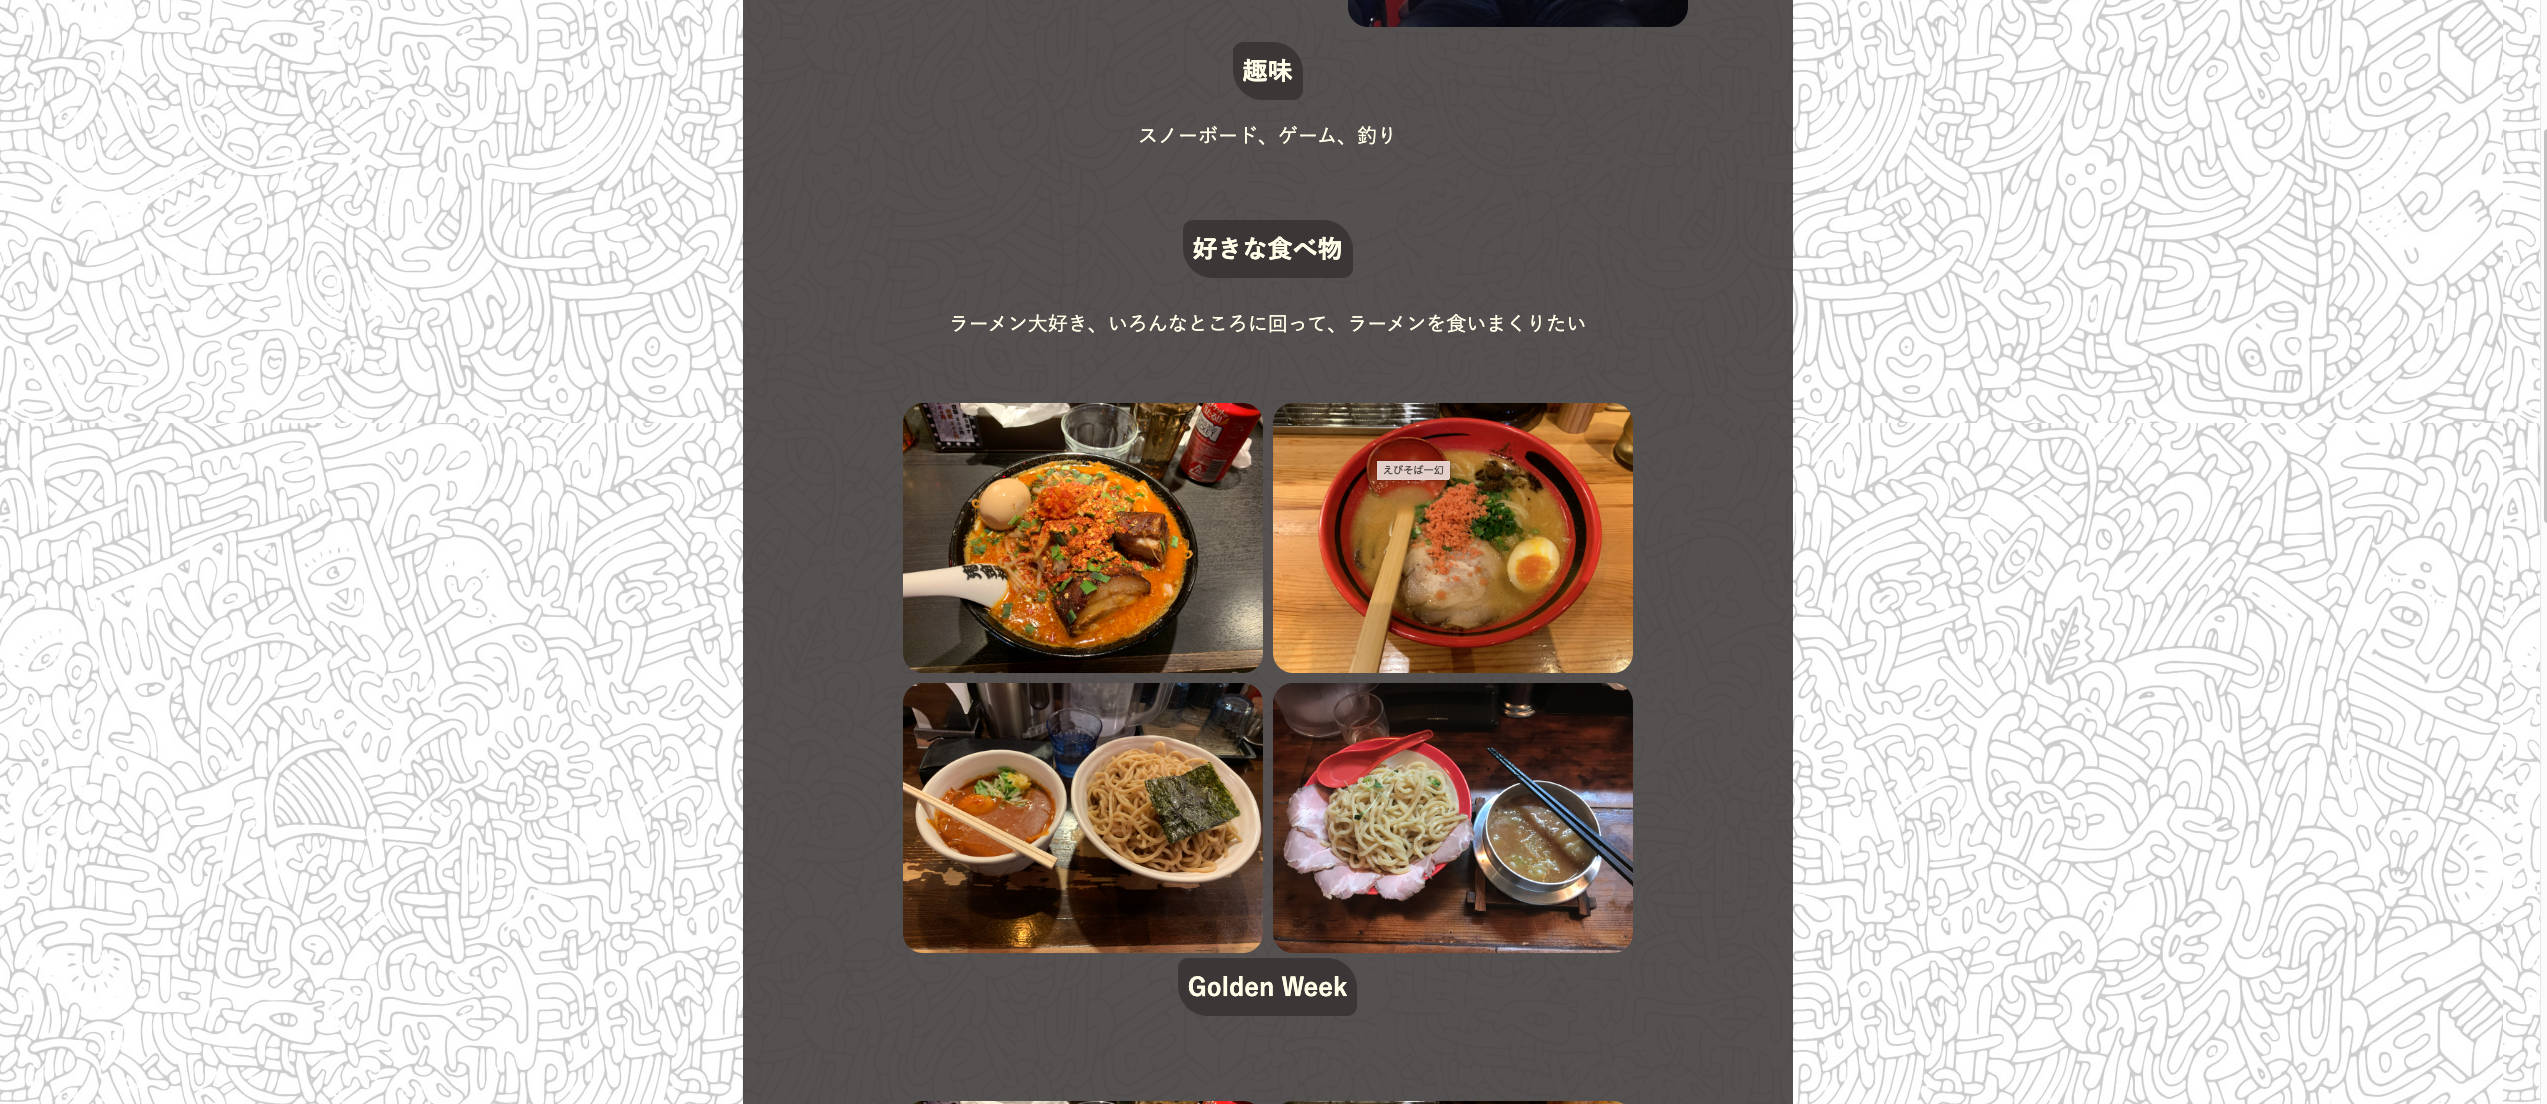 趣味
スノーボード、ゲーム、釣り
好きな食べ物
ラーメン大好き、いろんなところに回って、ラーメンを食いまくりたい
えびそば一幻
Golden Week